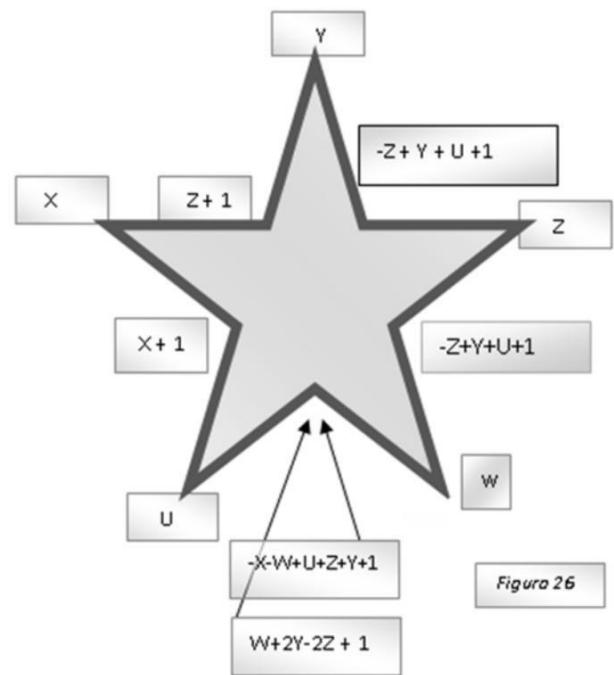 Y
-Z+ Y + U +1
X
Z+ 1
Z
X+ 1
-Z+Y+U+1
W
U
-X-W+U+Z+Y+1
Figura 26
W+2Y-2Z + 1